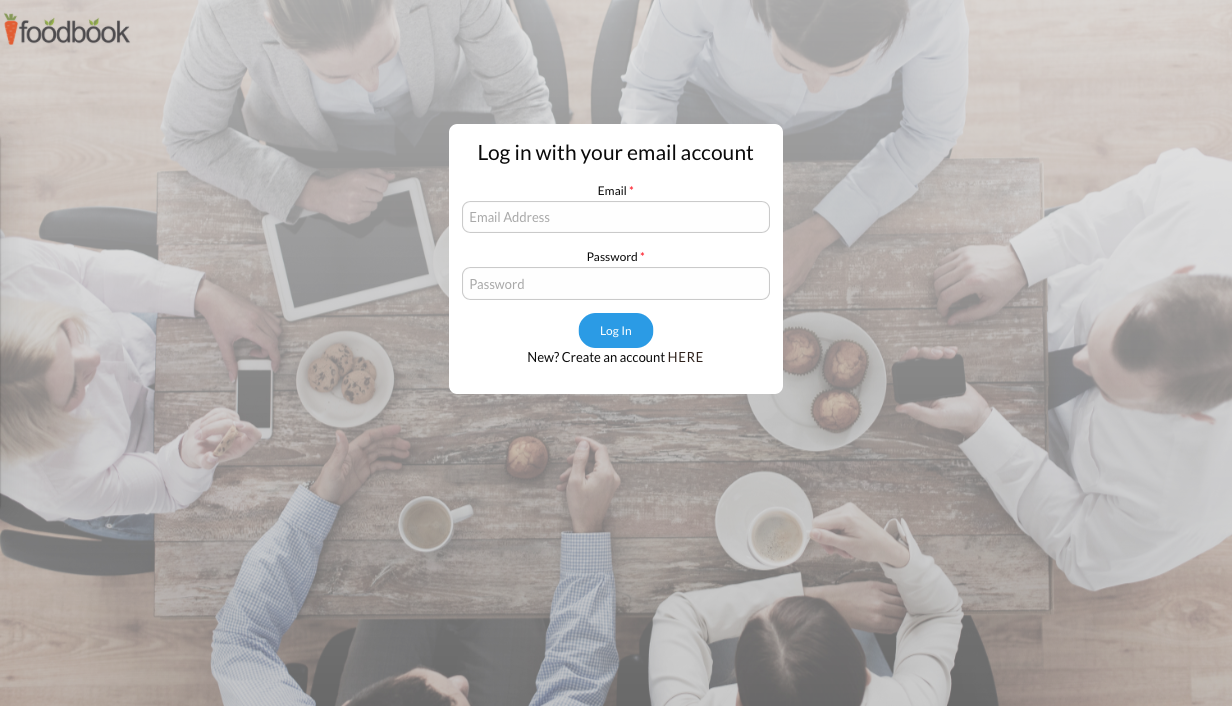 foodbook
Log in with your email account
Email *
Email Address
Password *
Password
Log In
New? Create an account HERE